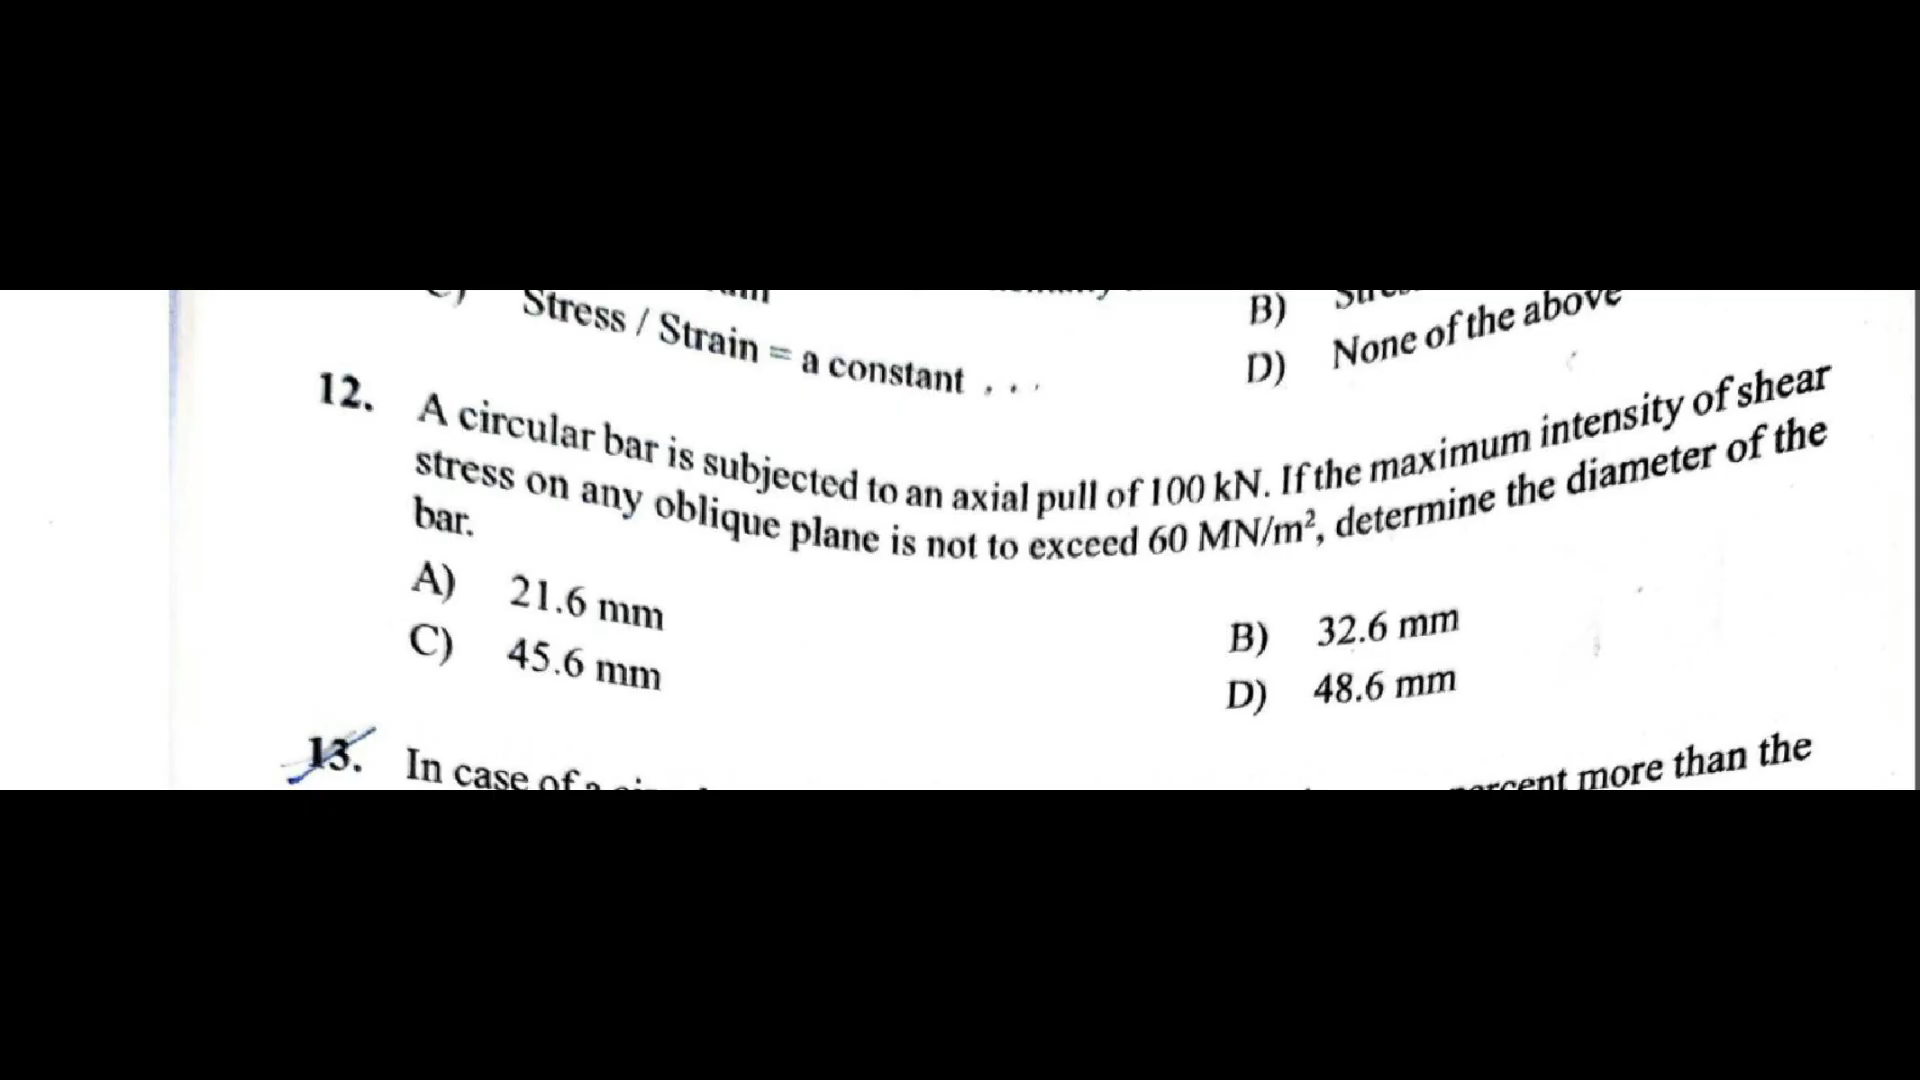 Stress / Strain = a constant . . .
B)
D) None of the above
12. A circular bar is subjected to an axial pull of 100 kN. If the maximum intensity of shear
stress on any oblique plane is not to exceed 60 MN/m², determine the diameter of the
bar.
A) 21.6 mm
B) 32.6 mm
C) 45.6 mm
D) 48.6 mm
13. In case of a
more than the